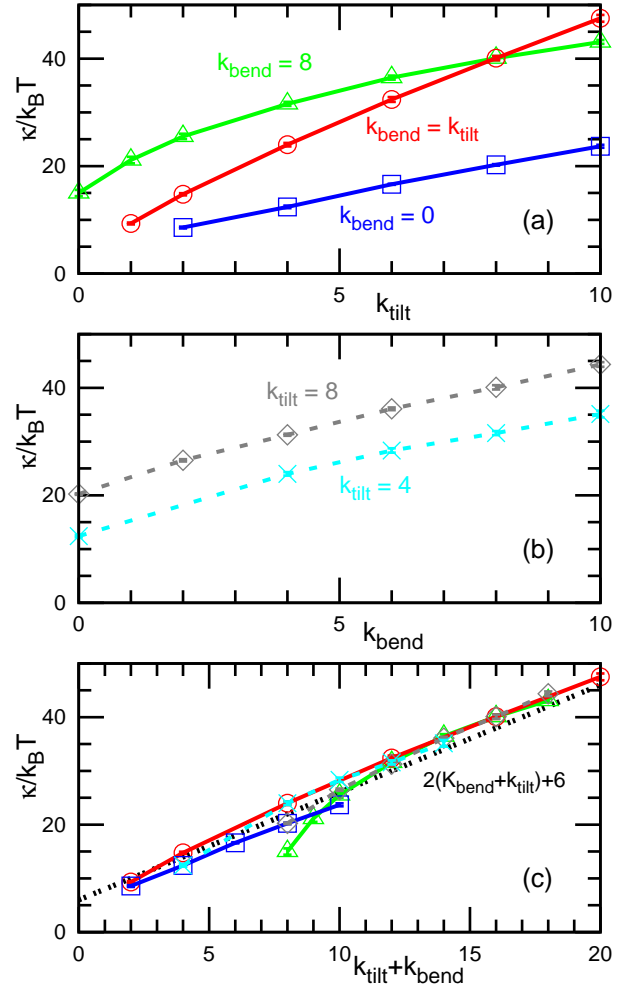 40
20
0
κ/k_BT
k_bend = 8
k_bend = k_tilt
k_bend = 0
(a)
0 5 10
k_tilt
40
20
0
κ/k_BT
k_tilt = 8
k_tilt = 4
(b)
0 5 10
k_bend
40
20
0
κ/k_BT
2(K_bend+k_tilt)+6
(c)
0 5 10 15 20
k_tilt+k_bend